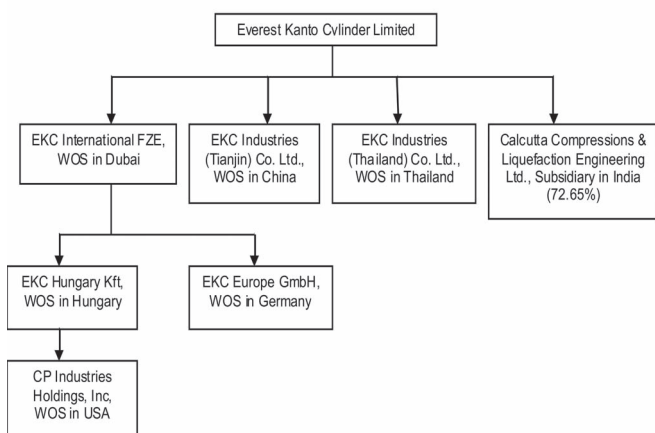 Everest Kanto Cvlinder Limited
EKC International FZE,
WOS in Dubai
EKC Industries
(Tianjin) Co. Ltd.,
WOS in China
EKC Industries
(Thailand) Co. Ltd.,
WOS in Thailand
Calcutta Compressions &
Liquefaction Engineering
Ltd., Subsidiary in India
(72.65%)
EKC Hungary Kft,
WOS in Hungary
EKC Europe GmbH,
WOS in Germany
CP Industries
Holdings, Inc,
WOS in USA